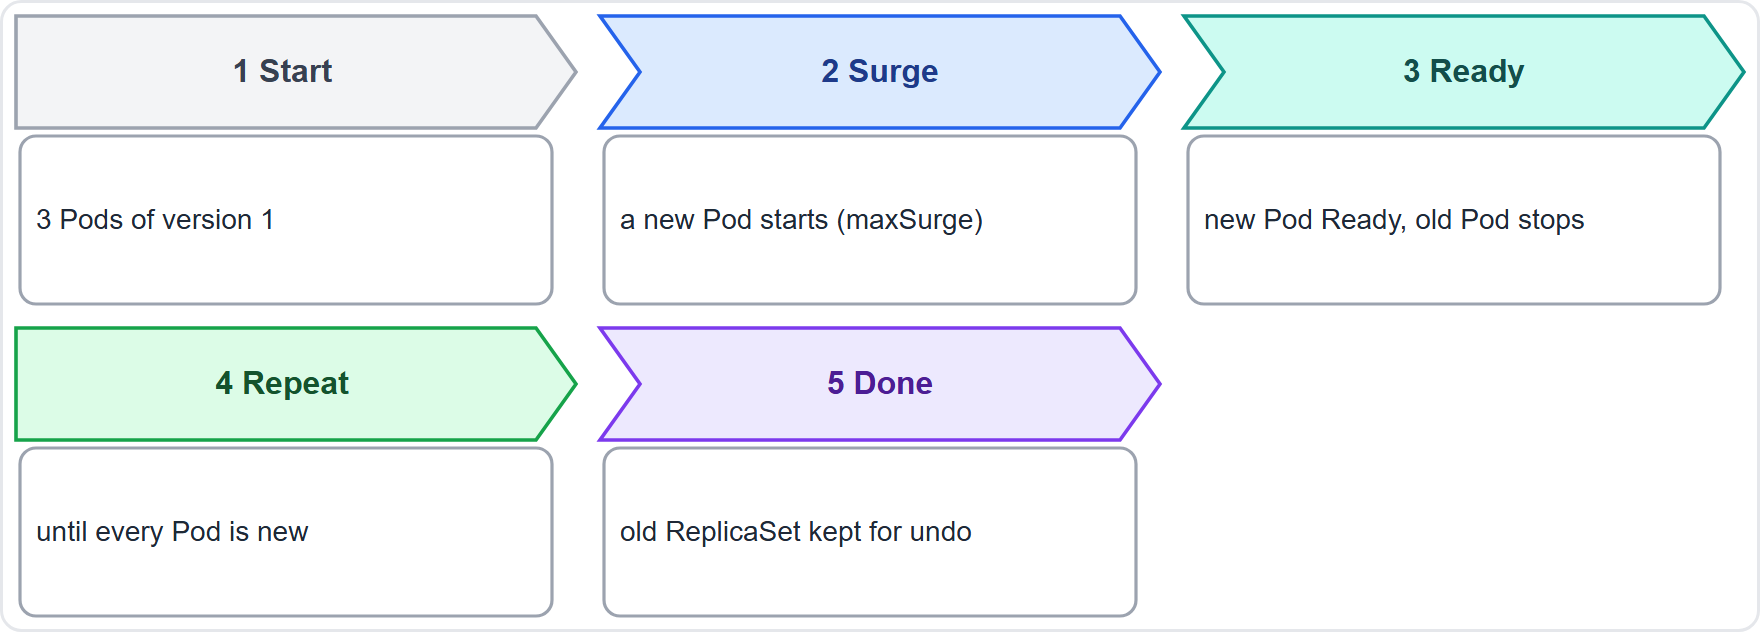 1 Start
3 Pods of version 1
2 Surge
a new Pod starts (maxSurge)
3 Ready
new Pod Ready, old Pod stops
4 Repeat
until every Pod is new
5 Done
old ReplicaSet kept for undo